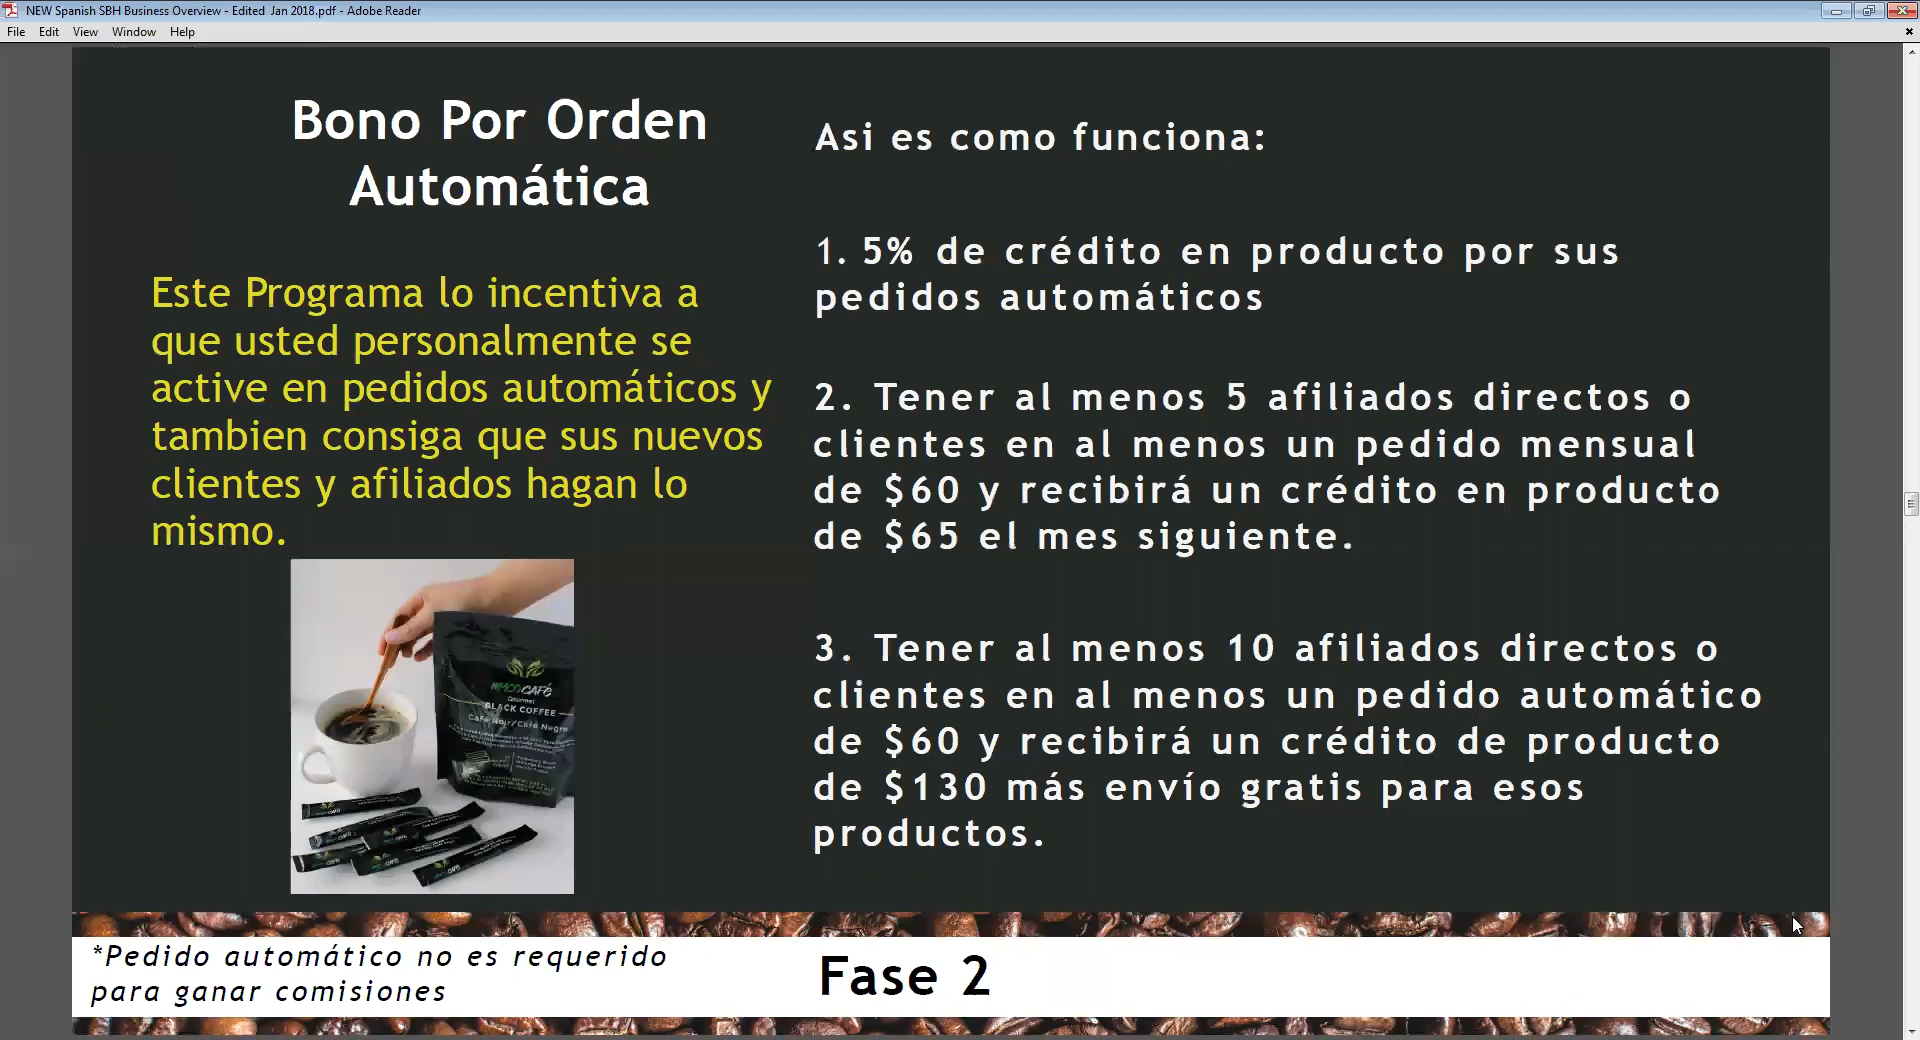 NEW Spanish SBH Business Overview - Edited  Jan 2018.pdf - Adobe Reader
File Edit View Window Help
Bono Por Orden
Automática
Este Programa lo incentiva a
que usted personalmente se
active en pedidos automáticos y
tambien consiga que sus nuevos
clientes y afiliados hagan lo
mismo.
BLACK COFFEE
Asi es como funciona:
1. 5% de crédito en producto por sus
pedidos automáticos
2. Tener al menos 5 afiliados directos o
clientes en al menos un pedido mensual
de $60 y recibirá un crédito en producto
de $65 el mes siguiente.
3. Tener al menos 10 afiliados directos o
clientes en al menos un pedido automático
de $60 y recibirá un crédito de producto
de $130 más envío gratis para esos
productos.
*Pedido automático no es requerido
para ganar comisiones
Fase 2